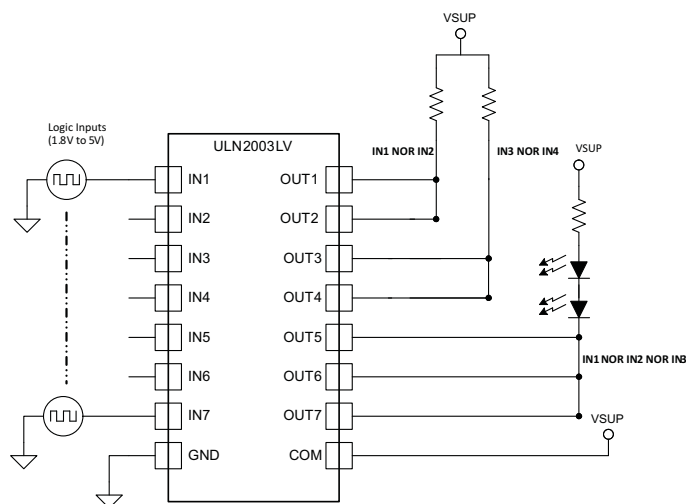 VSUP
Logic Inputs
(1.8V to 5V)
ULN2003LV
IN1 NOR IN2
IN3 NOR IN4
VSUP
IN1
OUT1
IN2
OUT2
IN3
OUT3
IN4
OUT4
IN5
OUT5
IN1 NOR IN2 NOR IN3
IN6
OUT6
IN7
OUT7
VSUP
GND
COM